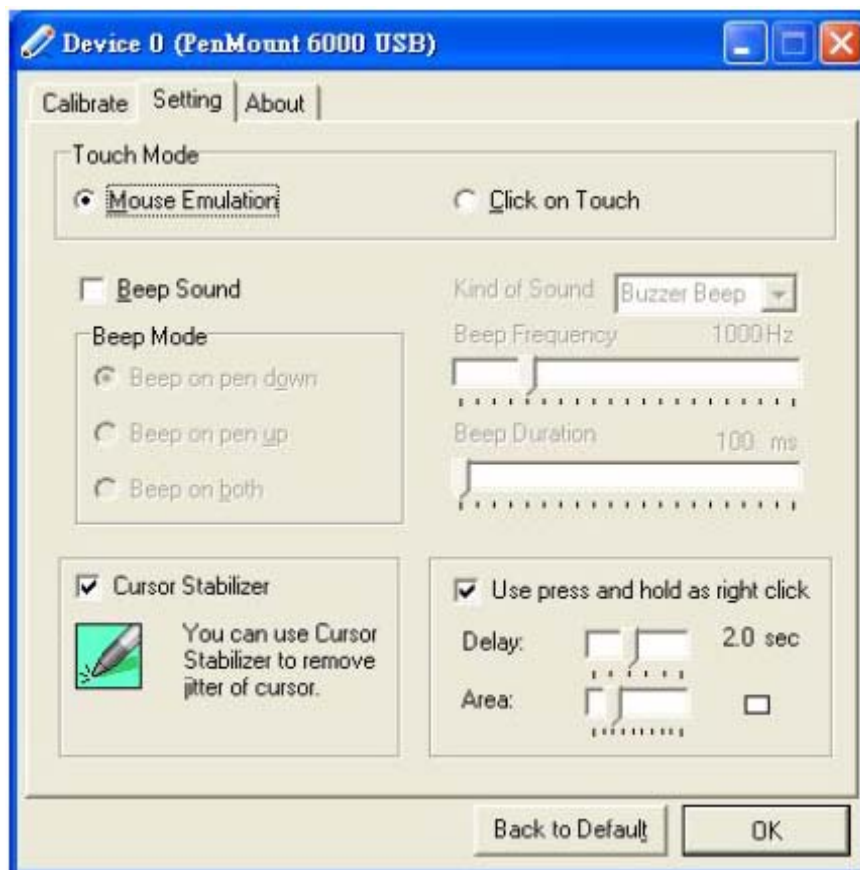 Device 0 (PenMount 6000 USB)
Calibrate Setting About
Touch Mode
Mouse Emulation
Click on Touch
Beep Sound
Kind of Sound Buzzer Beep
Beep Mode
Beep on pen down
Beep on pen up
Beep on both
Beep Frequency 1000Hz
Beep Duration 100 ms
Cursor Stabilizer
You can use Cursor
Stabilizer to remove
jitter of cursor.
Use press and hold as right click
Delay: 2.0 sec
Area:
Back to Default
OK